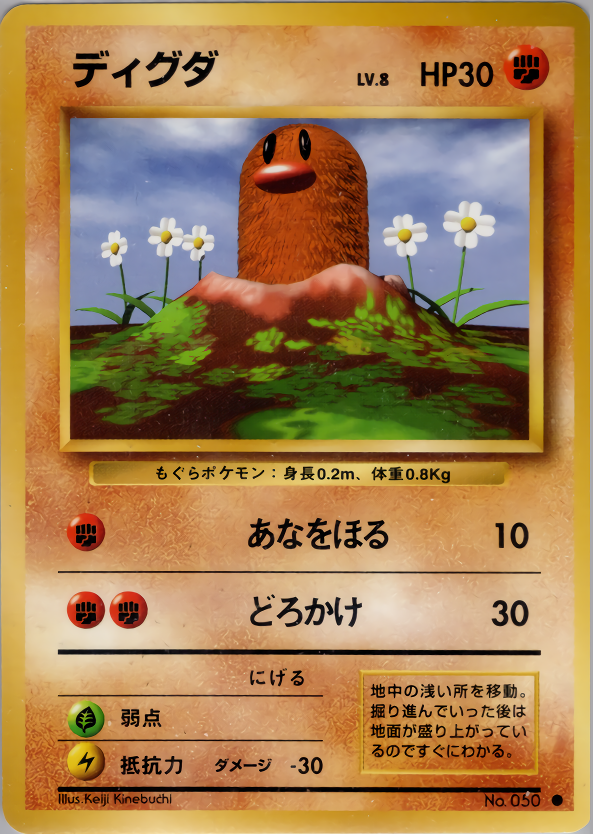 ディグダ LV.8 HP30
もぐらポケモン：身長0.2m、体重0.8Kg
あなをほる 10
どろかけ 30
にげる
弱点
抵抗力 ダメージ -30
地中の浅い所を移動。
掘り進んでいった後は
地面が盛り上がってい
るのですぐにわかる。
Illus.Keiji Kinebuchi
No. 050 ●